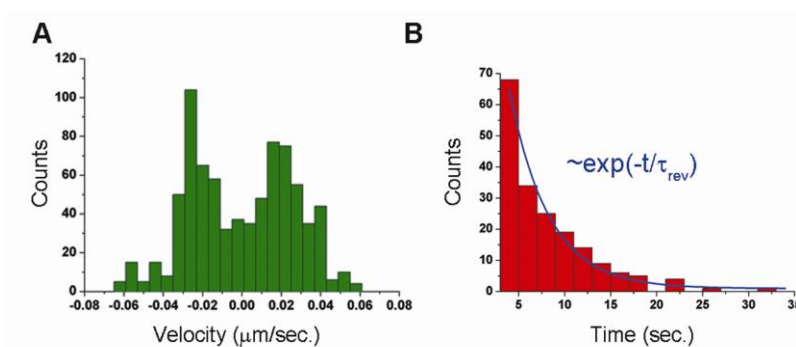 A
B
120
100
80
60
40
20
0
Counts
-0.08 -0.06 -0.04 -0.02 0.00 0.02 0.04 0.06 0.08
Velocity (μm/sec.)
70
60
50
40
30
20
10
0
Counts
~exp(-t/τrev)
5 10 15 20 25 30 35
Time (sec.)